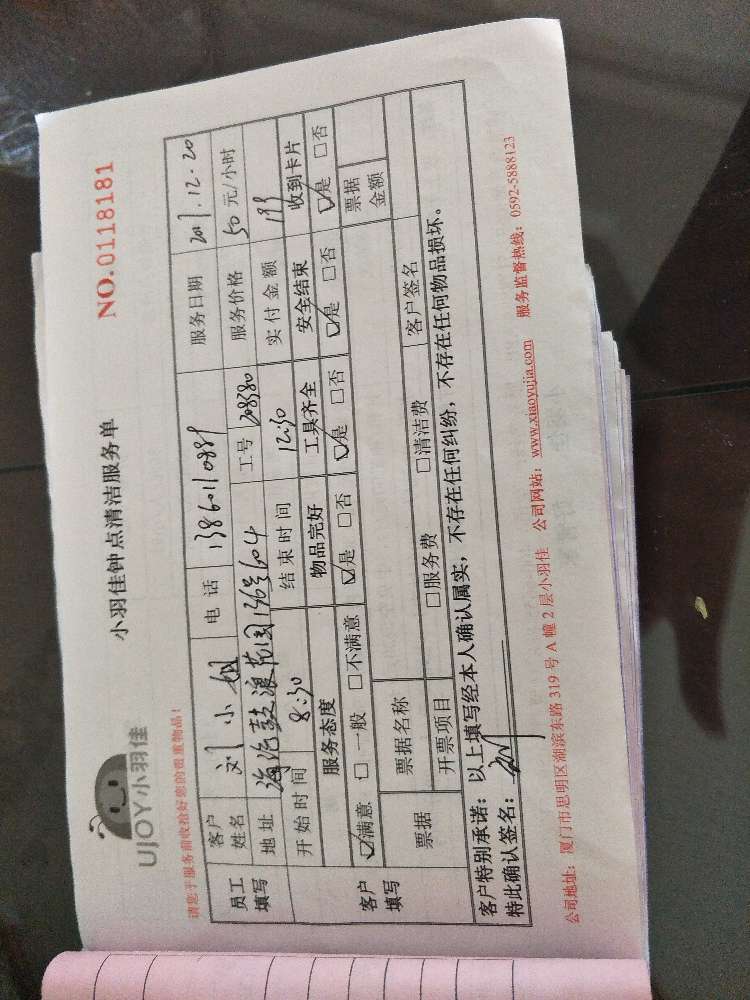 UJOY小羽佳
小羽佳钟点清洁服务单
NO.0118181
请您于服务前收拾好您的贵重物品!
员工填写
客户姓名 刘小姐 电话 服务日期 2017.12.20
地址 海沧鼓浪花园136号604 工号 208380 服务价格 50元/小时
开始时间 8:30 结束时间 12:30 实付金额 199
客户填写
服务态度 物品完好 工具齐全 安全结束 收到卡片
☑满意 □一般 □不满意 ☑是 □否 ☑是 □否 ☑是 □否 ☑是 □否
票据 票据名称 票据金额
开票项目 □服务费 □清洁费 客户签名
客户特别承诺:以上填写经本人确认属实,不存在任何纠纷,不存在任何物品损坏。
特此确认签名:
公司地址:厦门市思明区湖滨东路319号A幢2层小羽佳 公司网站:www.xiaoyujia.com 服务监督热线:0592-5888123